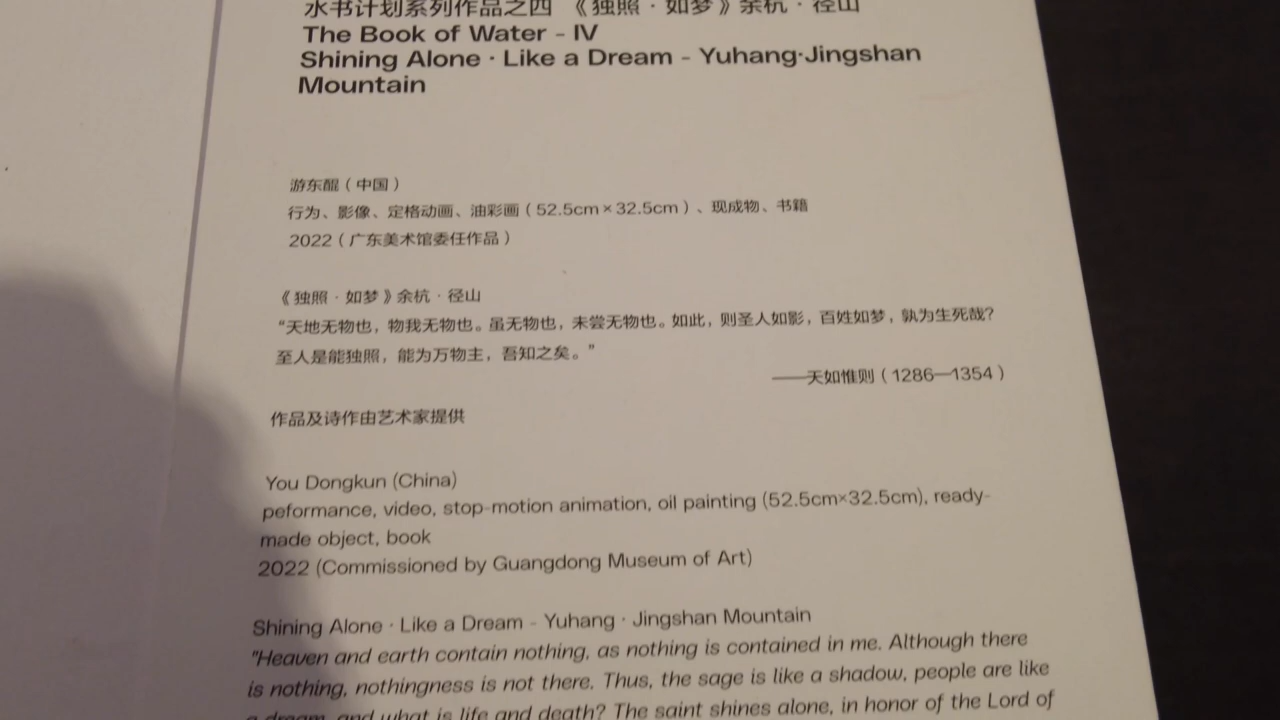 水书计划系列作品之四 《独照 · 如梦》余杭 · 径山
The Book of Water - IV
Shining Alone · Like a Dream - Yuhang·Jingshan
Mountain
游东醌（中国）
行为、影像、定格动画、油彩画（52.5cm×32.5cm）、现成物、书籍
2022（广东美术馆委任作品）
《独照 · 如梦》余杭 · 径山
“天地无物也，物我无物也。虽无物也，未尝无物也。如此，则圣人如影，百姓如梦，孰为生死哉？
至人是能独照，能为万物主，吾知之矣。”
——天如惟则（1286—1354）
作品及诗作由艺术家提供
You Dongkun (China)
peformance, video, stop-motion animation, oil painting (52.5cm×32.5cm), ready-
made object, book
2022 (Commissioned by Guangdong Museum of Art)
Shining Alone · Like a Dream - Yuhang · Jingshan Mountain
"Heaven and earth contain nothing, as nothing is contained in me. Although there
is nothing, nothingness is not there. Thus, the sage is like a shadow, people are like
a dream, and what is life and death? The saint shines alone, in honor of the Lord of